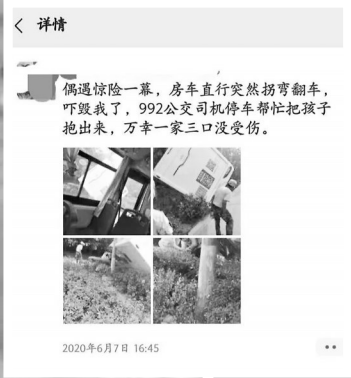 详情
偶遇惊险一幕，房车直行突然拐弯翻车，
吓毁我了，992公交司机停车帮忙把孩子
抱出来，万幸一家三口没受伤。
2020年6月7日 16:45